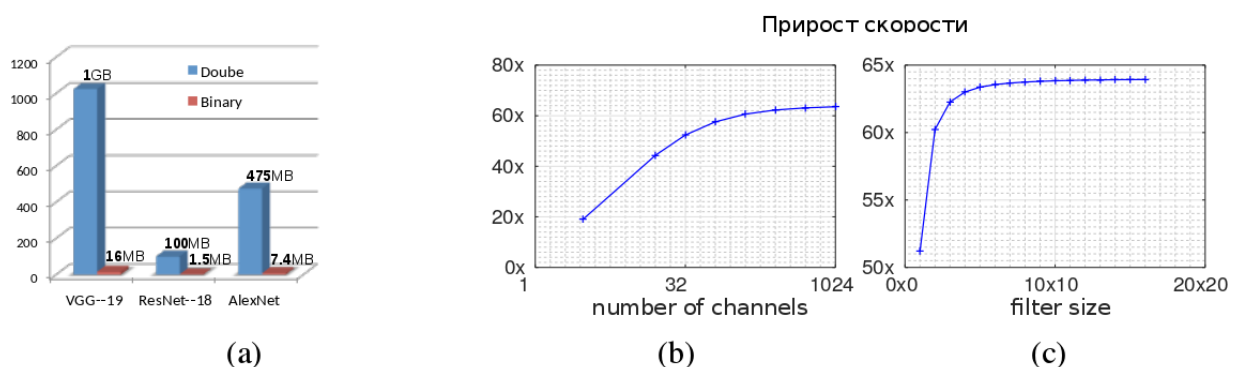 Прирост скорости
1200
1000
800
600
400
200
0
1GB
16MB
100MB
1.5MB
475MB
7.4MB
Doube
Binary
VGG--19 ResNet--18 AlexNet
(a)
80x
60x
40x
20x
0x
1 32 1024
number of channels
(b)
65x
60x
55x
50x
0x0 10x10 20x20
filter size
(c)